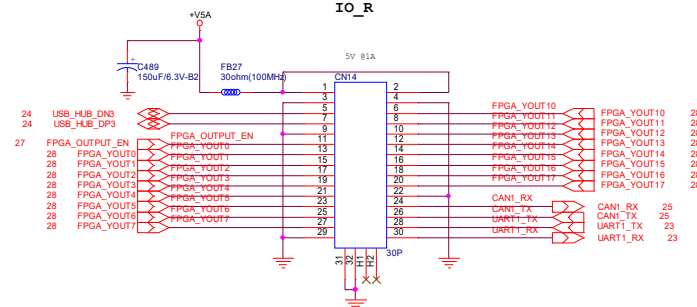 IO_R
+V5A
5V @1A
C489
150uF/6.3V-B2
FB27
30ohm(100MHz)
CN14
1 2
3 4
5 6
7 8
9 10
11 12
13 14
15 16
17 18
19 20
21 22
23 24
25 26
27 28
29 30
31 32 H1 H2
30P
24 USB_HUB_DN3
24 USB_HUB_DP3
27 FPGA_OUTPUT_EN FPGA_OUTPUT_EN
28 FPGA_YOUT0 FPGA_YOUT0
28 FPGA_YOUT1 FPGA_YOUT1
28 FPGA_YOUT2 FPGA_YOUT2
28 FPGA_YOUT3 FPGA_YOUT3
28 FPGA_YOUT4 FPGA_YOUT4
28 FPGA_YOUT5 FPGA_YOUT5
28 FPGA_YOUT6 FPGA_YOUT6
28 FPGA_YOUT7 FPGA_YOUT7
FPGA_YOUT10 FPGA_YOUT10
FPGA_YOUT11 FPGA_YOUT11
FPGA_YOUT12 FPGA_YOUT12
FPGA_YOUT13 FPGA_YOUT13
FPGA_YOUT14 FPGA_YOUT14
FPGA_YOUT15 FPGA_YOUT15
FPGA_YOUT16 FPGA_YOUT16
FPGA_YOUT17 FPGA_YOUT17
CAN1_RX CAN1_RX 25
CAN1_TX CAN1_TX 25
UART1_TX UART1_TX 23
UART1_RX UART1_RX 23